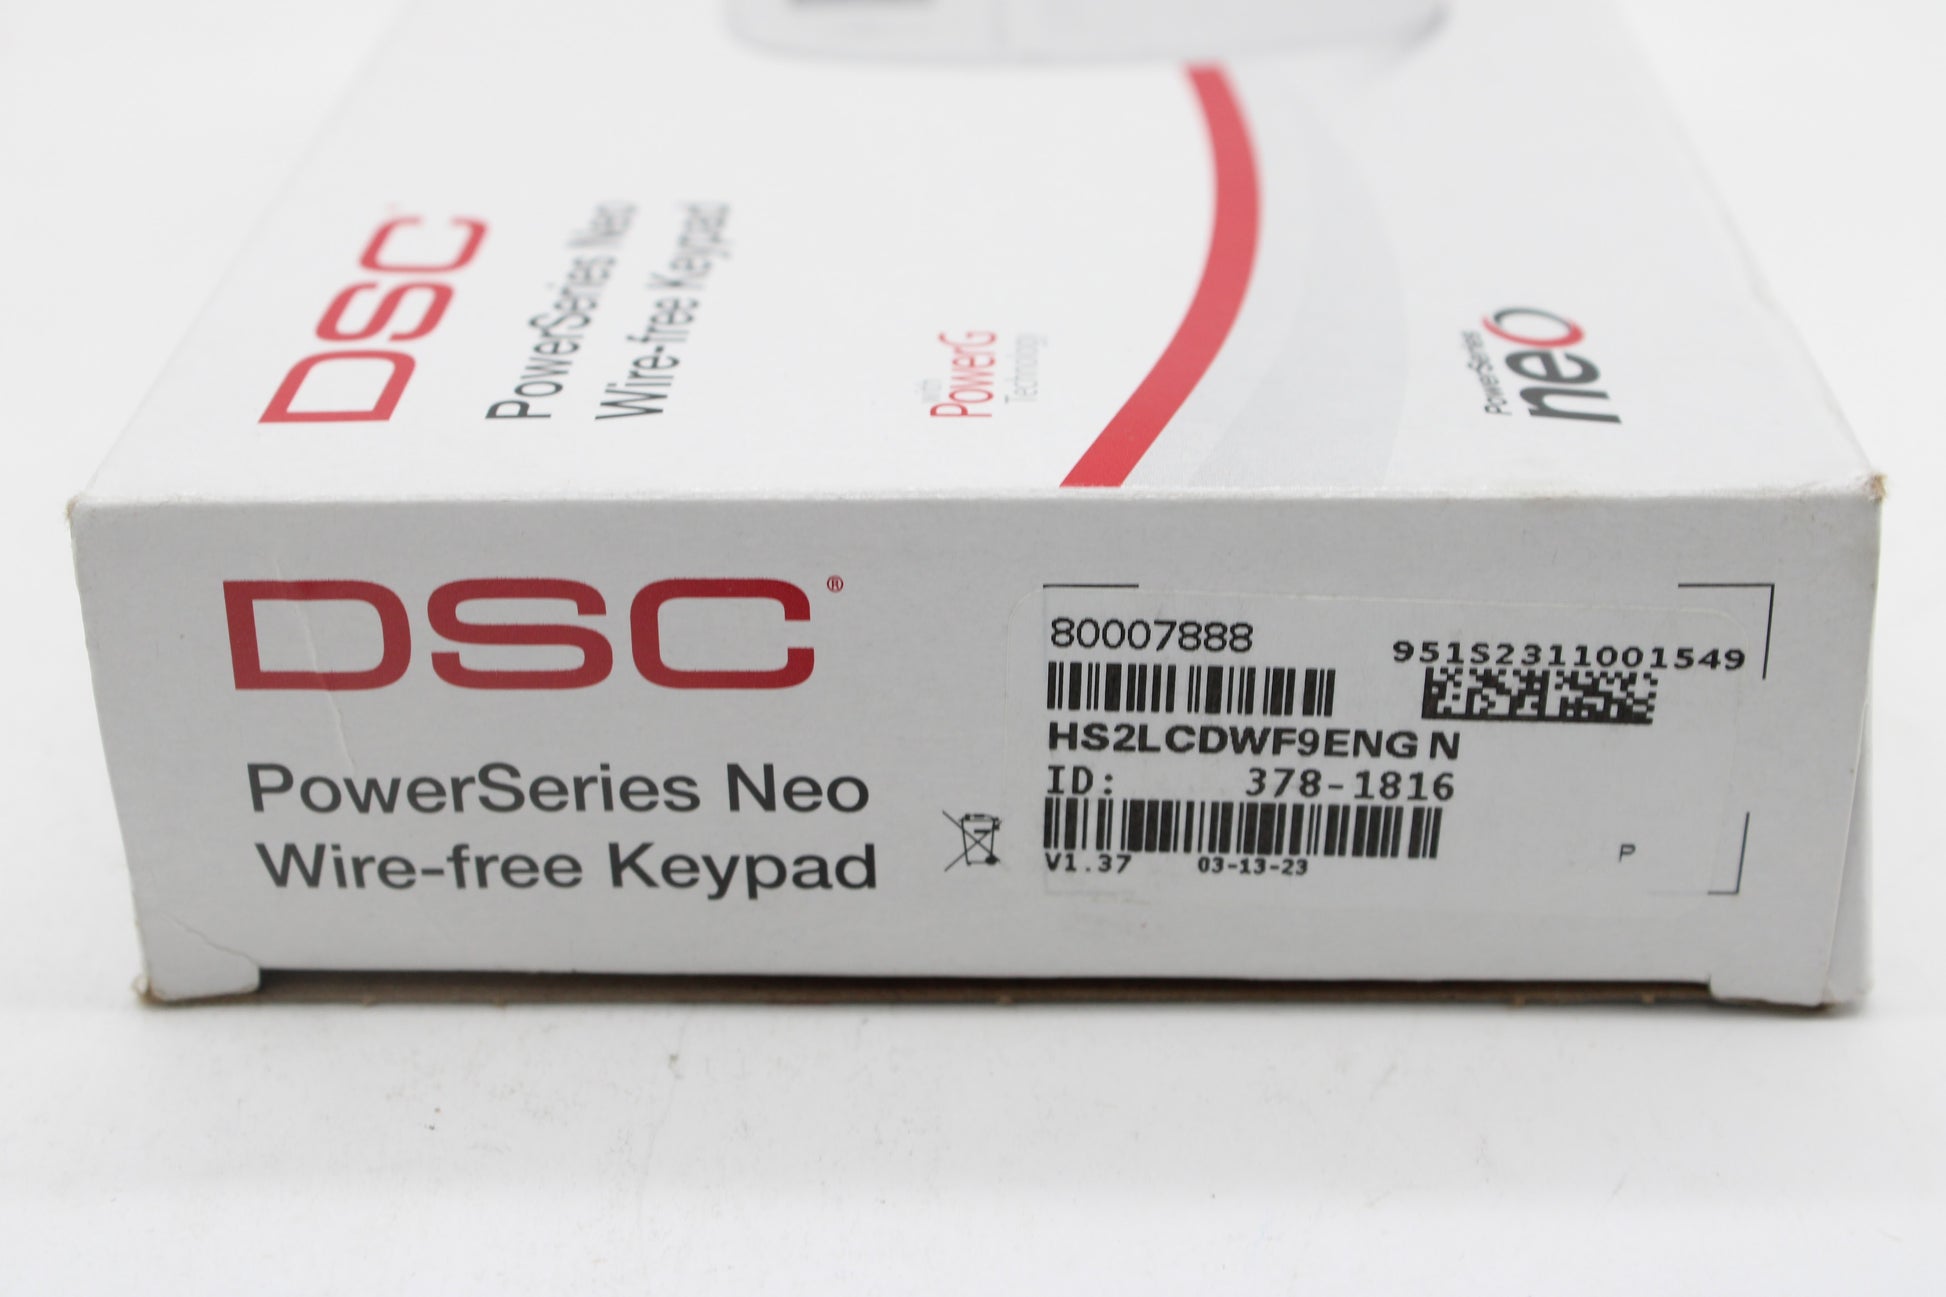 DSC
PowerSeries Neo
Wire-free Keypad
with
PowerG
Technology
PowerSeries
neo
DSC®
PowerSeries Neo
Wire-free Keypad
80007888
951S2311001549
HS2LCDWF9ENG N
ID: 378-1816
V1.37 03-13-23
P